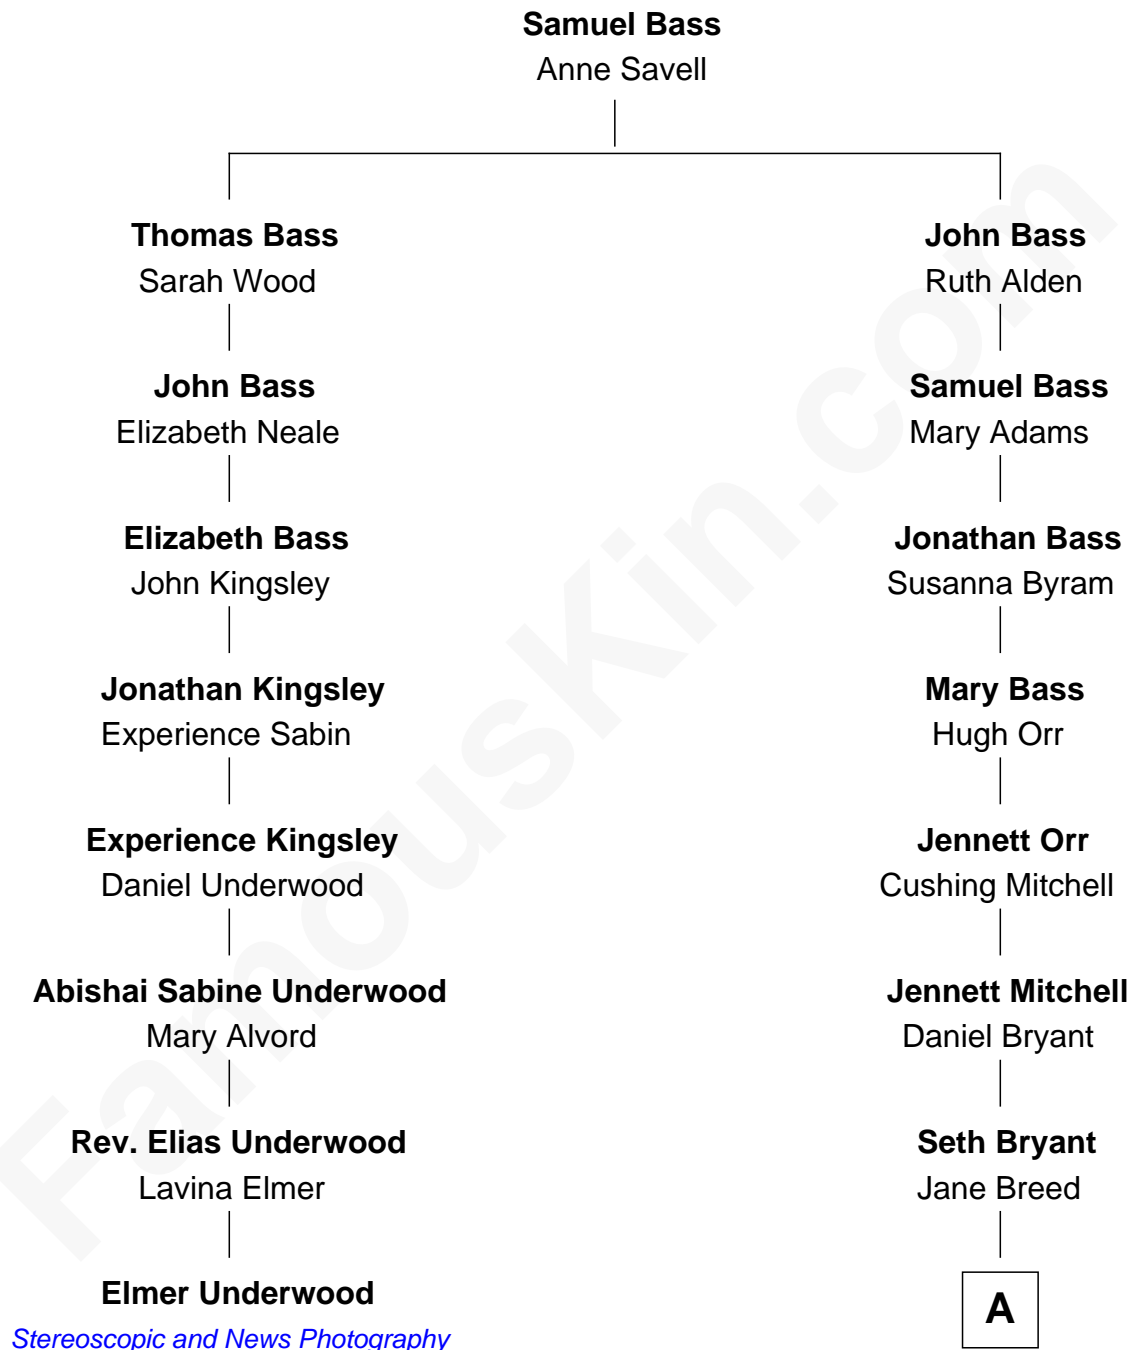 Samuel Bass
Anne Savell
Thomas Bass
Sarah Wood
John Bass
Ruth Alden
John Bass
Elizabeth Neale
Samuel Bass
Mary Adams
Elizabeth Bass
John Kingsley
Jonathan Bass
Susanna Byram
Jonathan Kingsley
Experience Sabin
Mary Bass
Hugh Orr
Experience Kingsley
Daniel Underwood
Jennett Orr
Cushing Mitchell
Abishai Sabine Underwood
Mary Alvord
Jennett Mitchell
Daniel Bryant
Rev. Elias Underwood
Lavina Elmer
Seth Bryant
Jane Breed
Elmer Underwood
Stereoscopic and News Photography
A
FamousKin.com